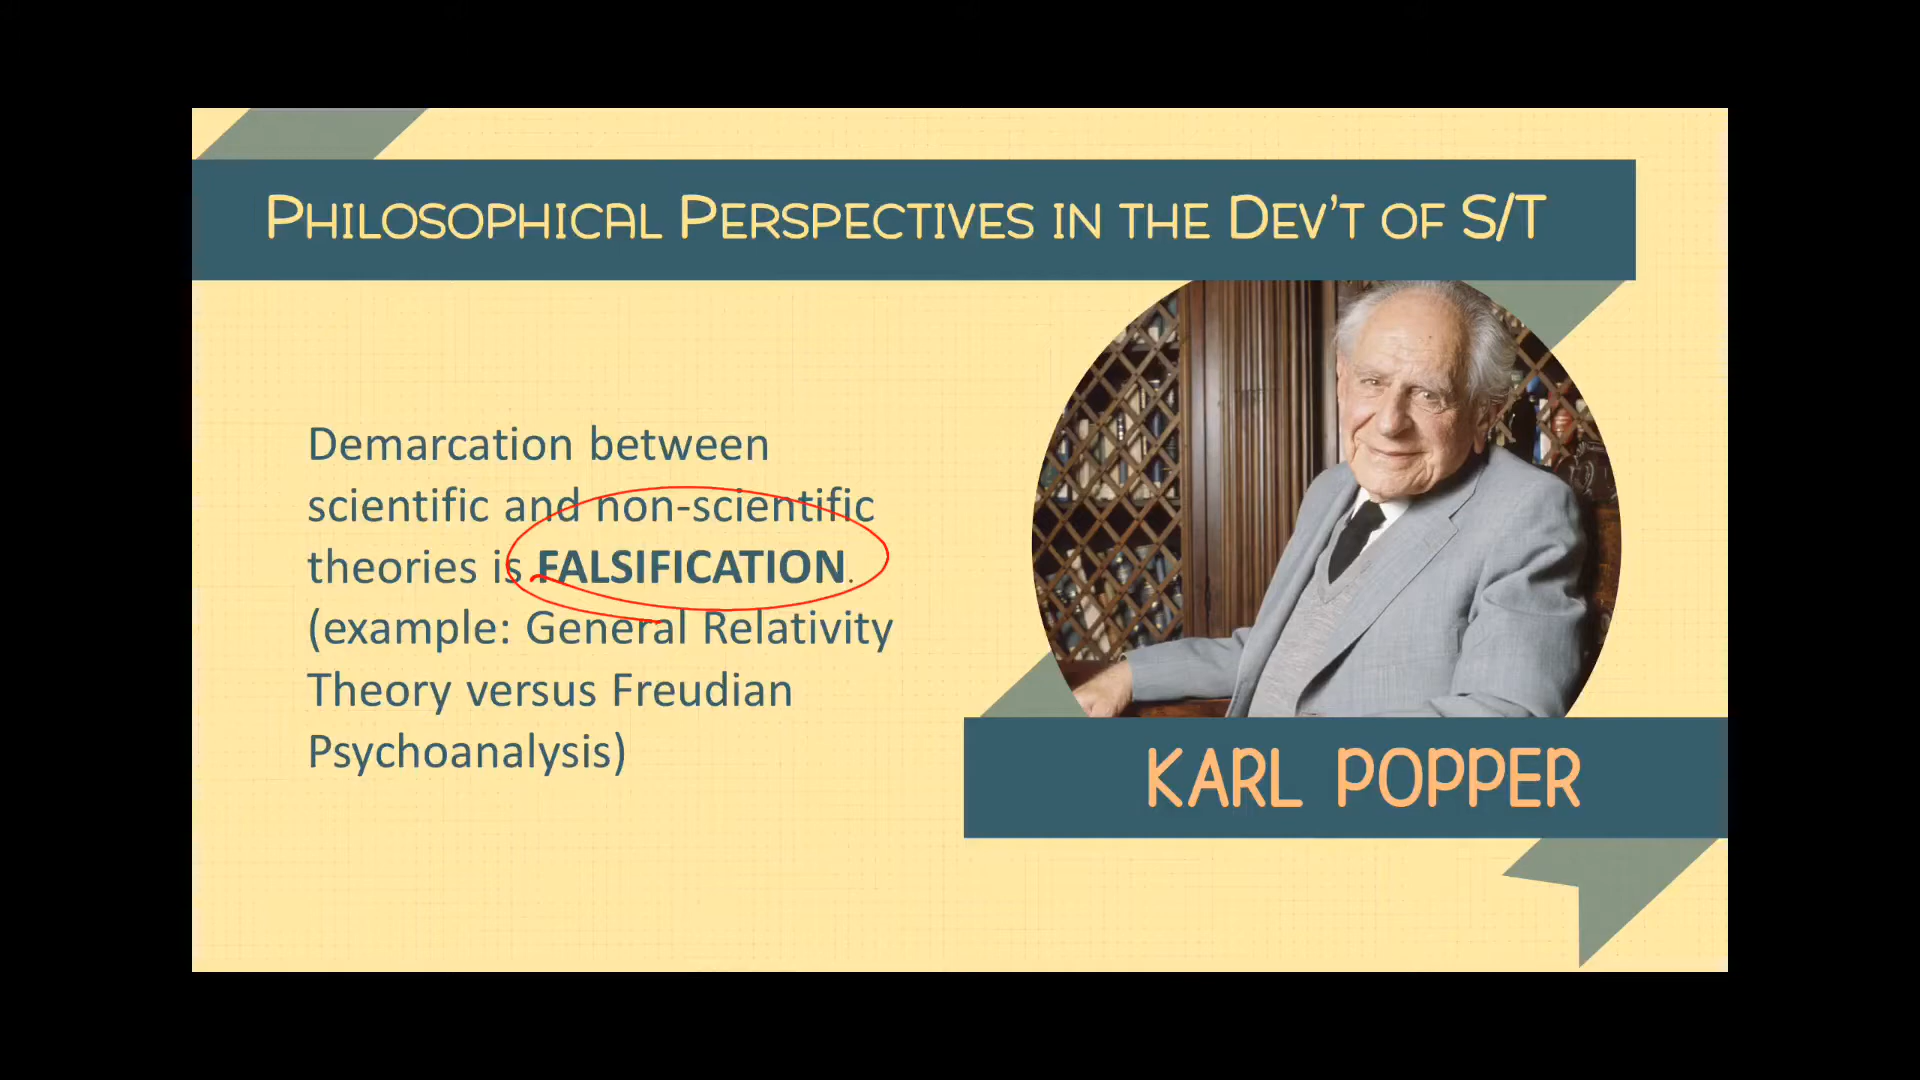 PHILOSOPHICAL PERSPECTIVES IN THE DEV'T OF S/T
Demarcation between
scientific and non-scientific
theories is FALSIFICATION.
(example: General Relativity
Theory versus Freudian
Psychoanalysis)
KARL POPPER